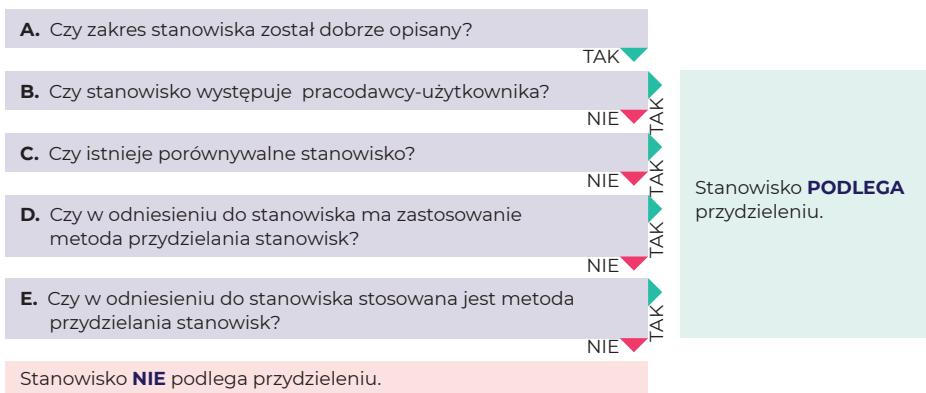 A. Czy zakres stanowiska został dobrze opisany?
TAK
B. Czy stanowisko występuje pracodawcy-użytkownika?
TAK
NIE
C. Czy istnieje porównywalne stanowisko?
TAK
NIE
D. Czy w odniesieniu do stanowiska ma zastosowanie
metoda przydzielania stanowisk?
TAK
NIE
E. Czy w odniesieniu do stanowiska stosowana jest metoda
przydzielania stanowisk?
TAK
NIE
Stanowisko NIE podlega przydzieleniu.
Stanowisko PODLEGA
przydzieleniu.